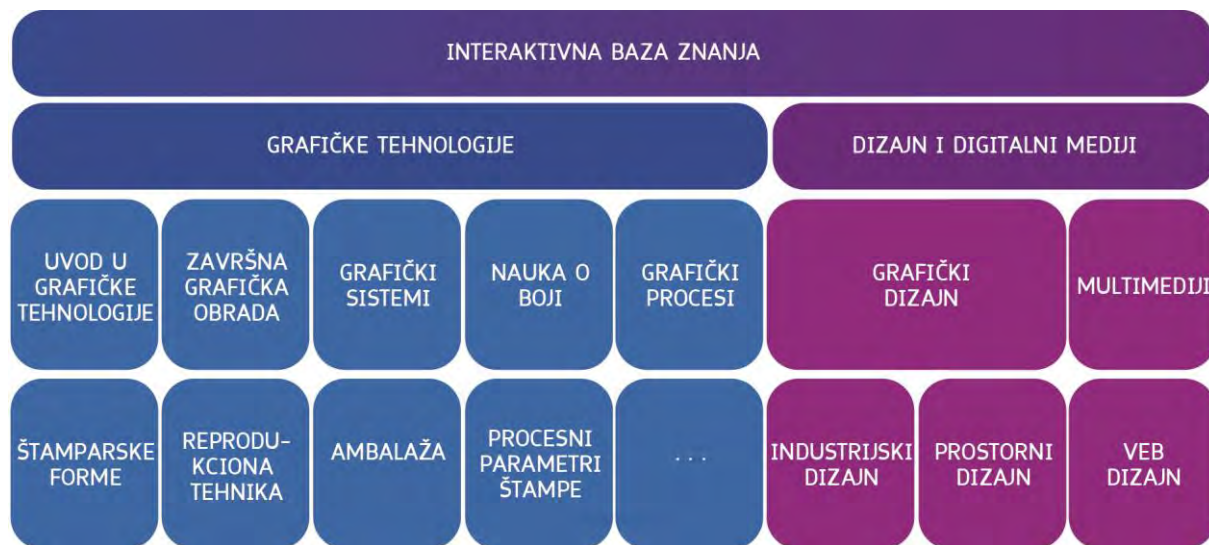 INTERAKTIVNA BAZA ZNANJA
GRAFIČKE TEHNOLOGIJE
DIZAJN I DIGITALNI MEDIJI
UVOD U
GRAFIČKE
TEHNOLOGIJE
ZAVRŠNA
GRAFIČKA
OBRADA
GRAFIČKI
SISTEMI
NAUKA O
BOJI
GRAFIČKI
PROCESI
GRAFIČKI
DIZAJN
MULTIMEDIJI
ŠTAMPARSKE
FORME
REPRODU-
KCIONA
TEHNIKA
AMBALAŽA
PROCESNI
PARAMETRI
ŠTAMPE
. . .
INDUSTRIJSKI
DIZAJN
PROSTORNI
DIZAJN
VEB
DIZAJN